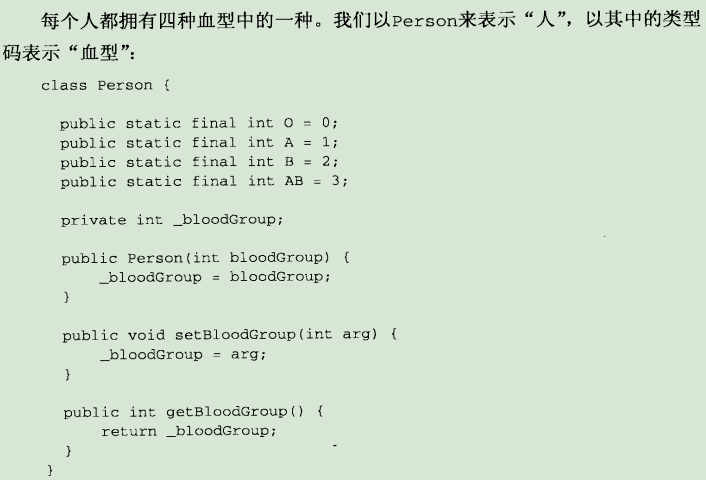 每个人都拥有四种血型中的一种。我们以Person来表示“人”，以其中的类型
码表示“血型”：
class Person {
public static final int O = 0;
public static final int A = 1;
public static final int B = 2;
public static final int AB = 3;
private int _bloodGroup;
public Person(int bloodGroup) {
_bloodGroup = bloodGroup;
}
public void setBloodGroup(int arg) {
_bloodGroup = arg;
}
public int getBloodGroup() {
return _bloodGroup;
}
}